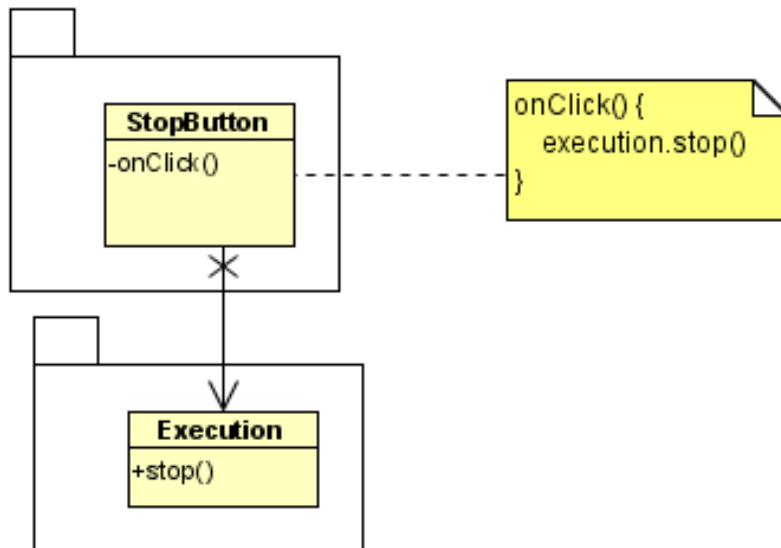 StopButton
-onClick()
onClick() {
execution.stop()
}
Execution
+stop()